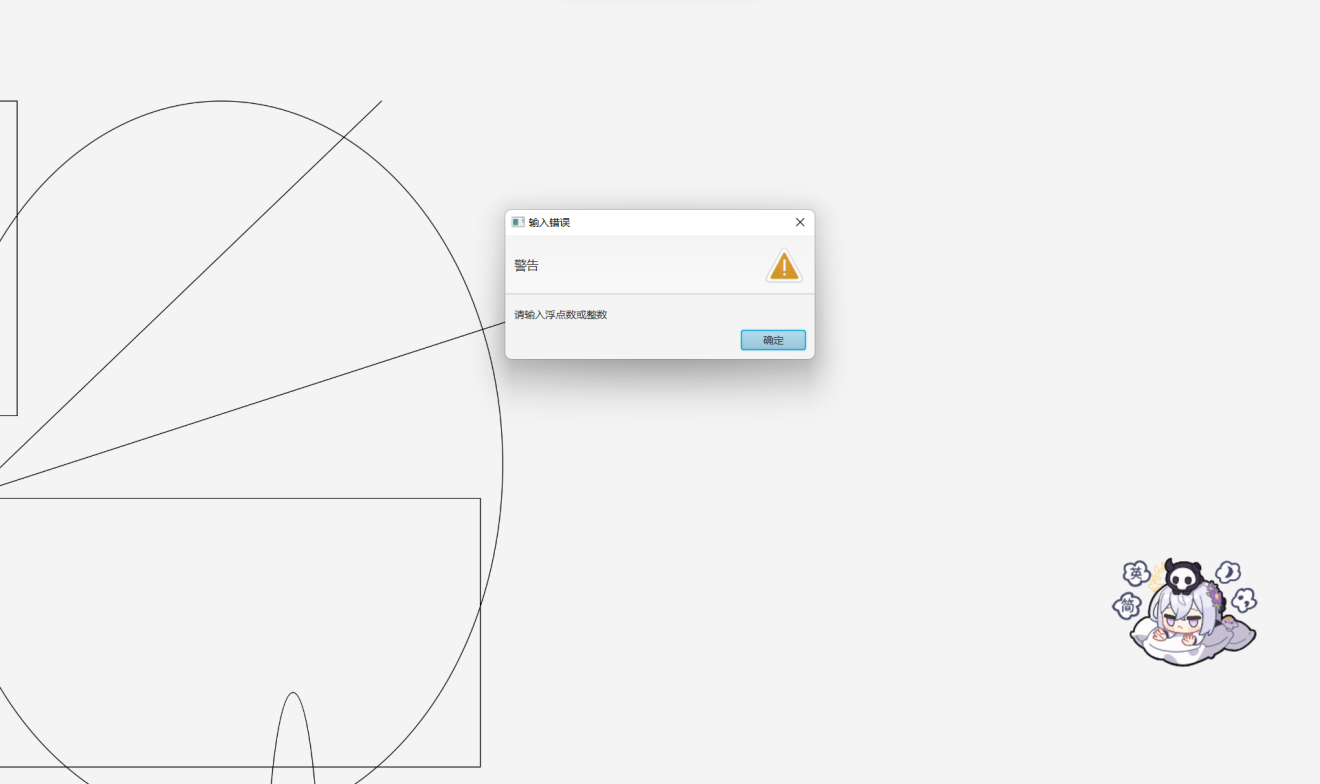 输入错误
警告
请输入浮点数或整数
确定
英
简